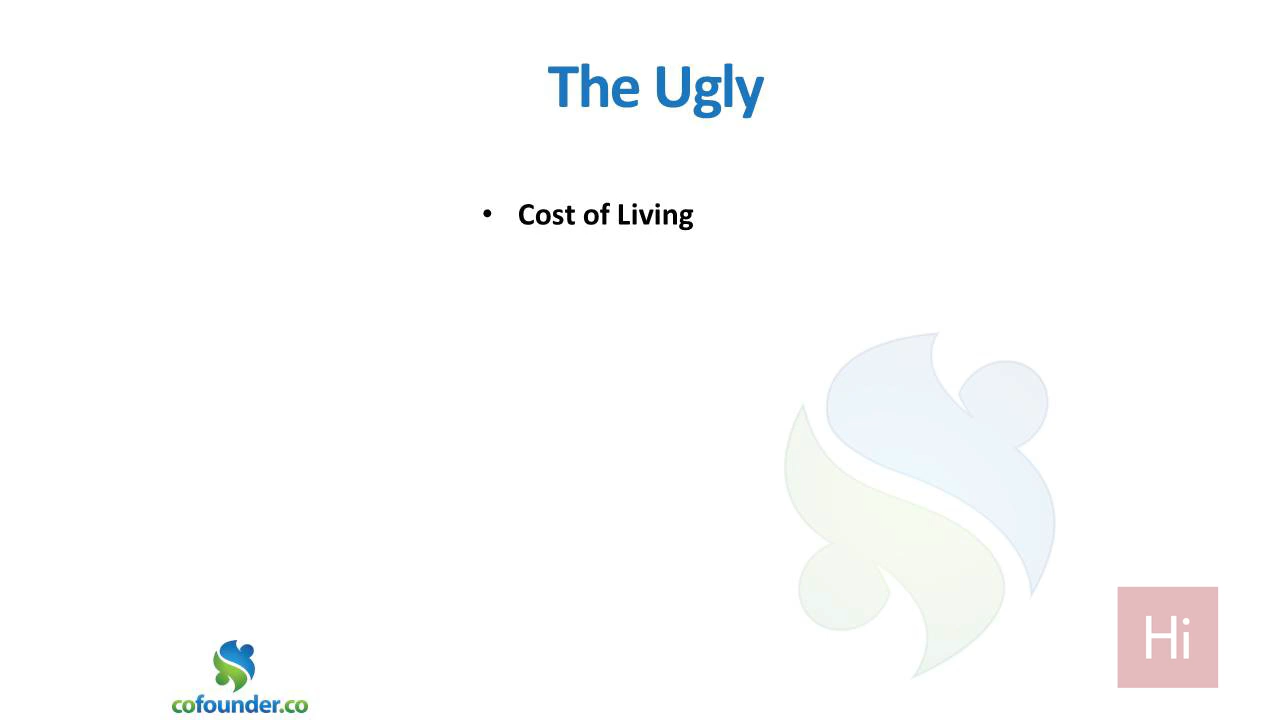 The Ugly
• Cost of Living
Hi
cofounder.co